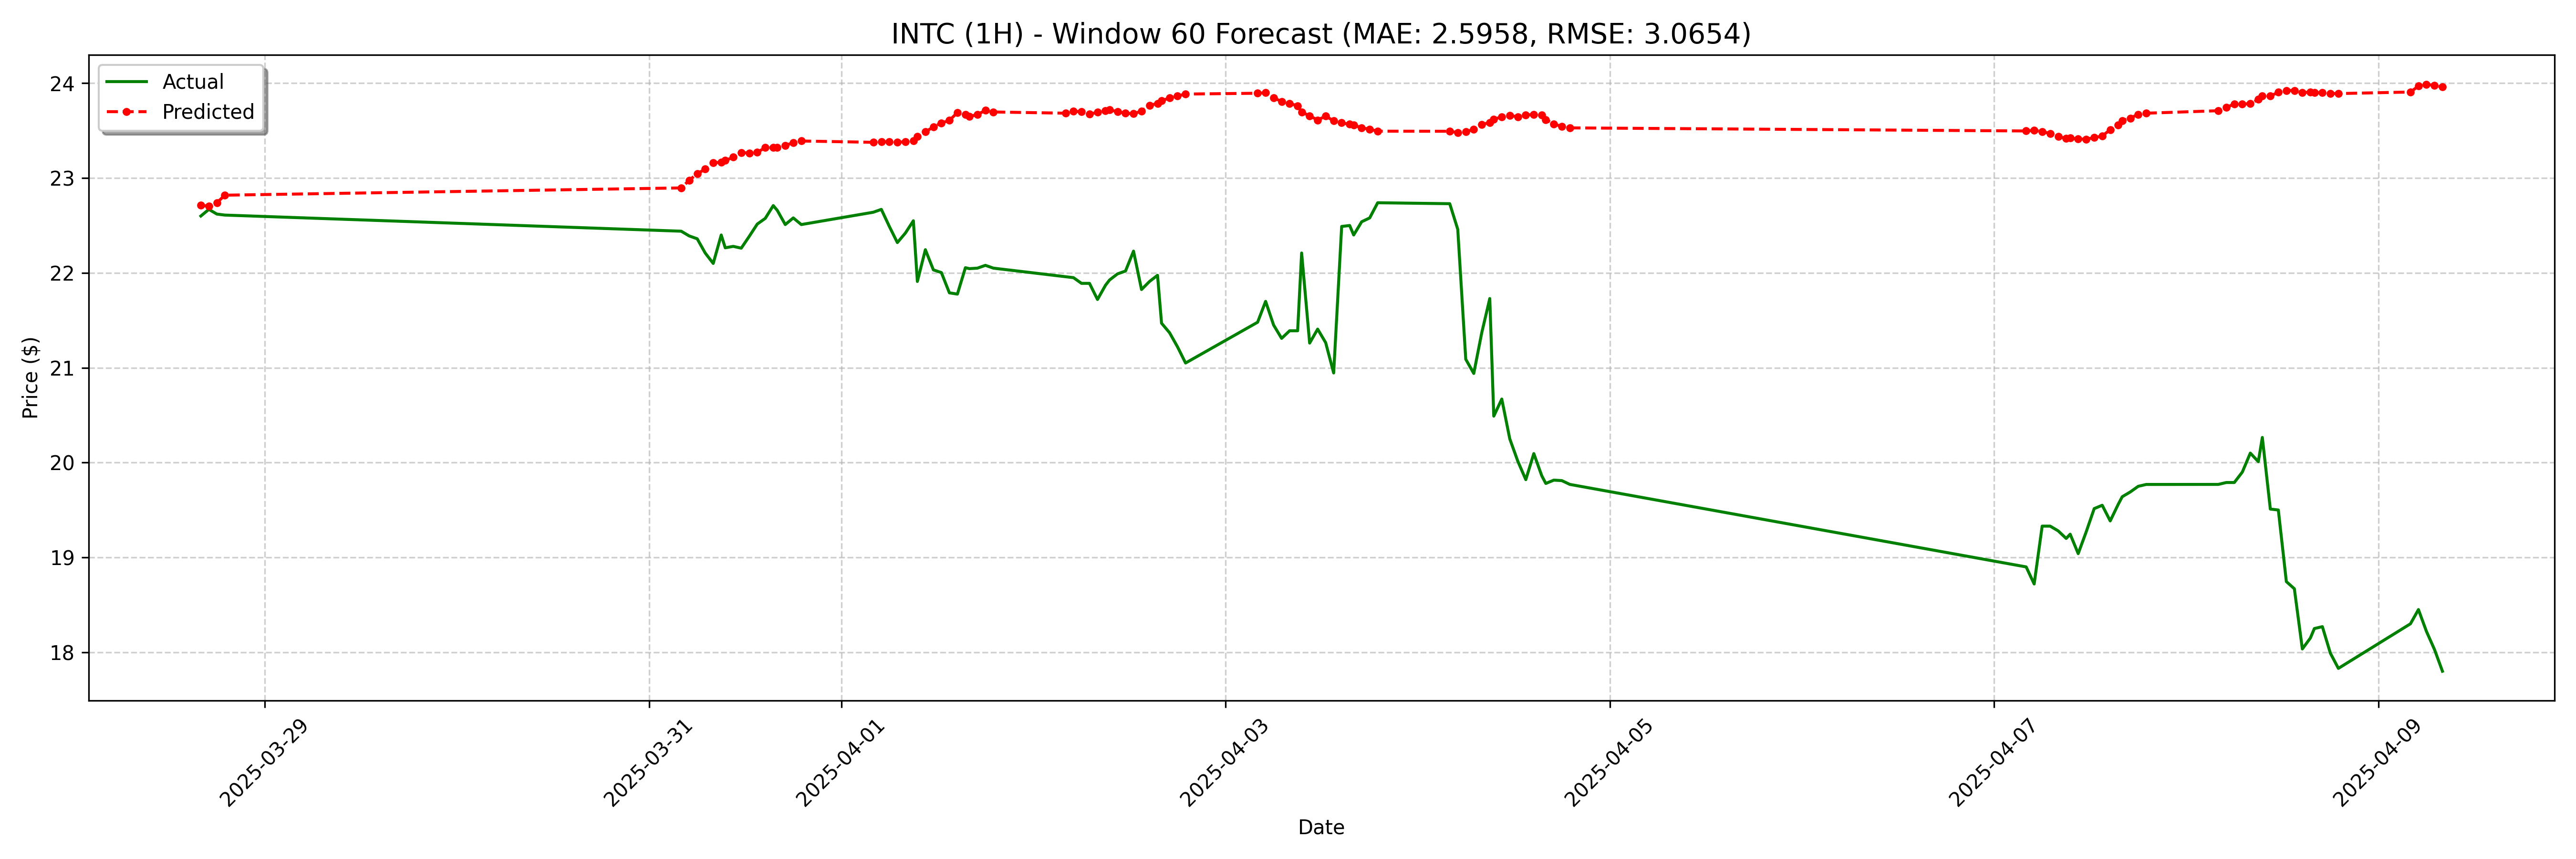 INTC (1H) - Window 60 Forecast (MAE: 2.5958, RMSE: 3.0654)
Actual
Predicted
Price ($)
24
23
22
21
20
19
18
2025-03-29
2025-03-31
2025-04-01
2025-04-03
2025-04-05
2025-04-07
2025-04-09
Date